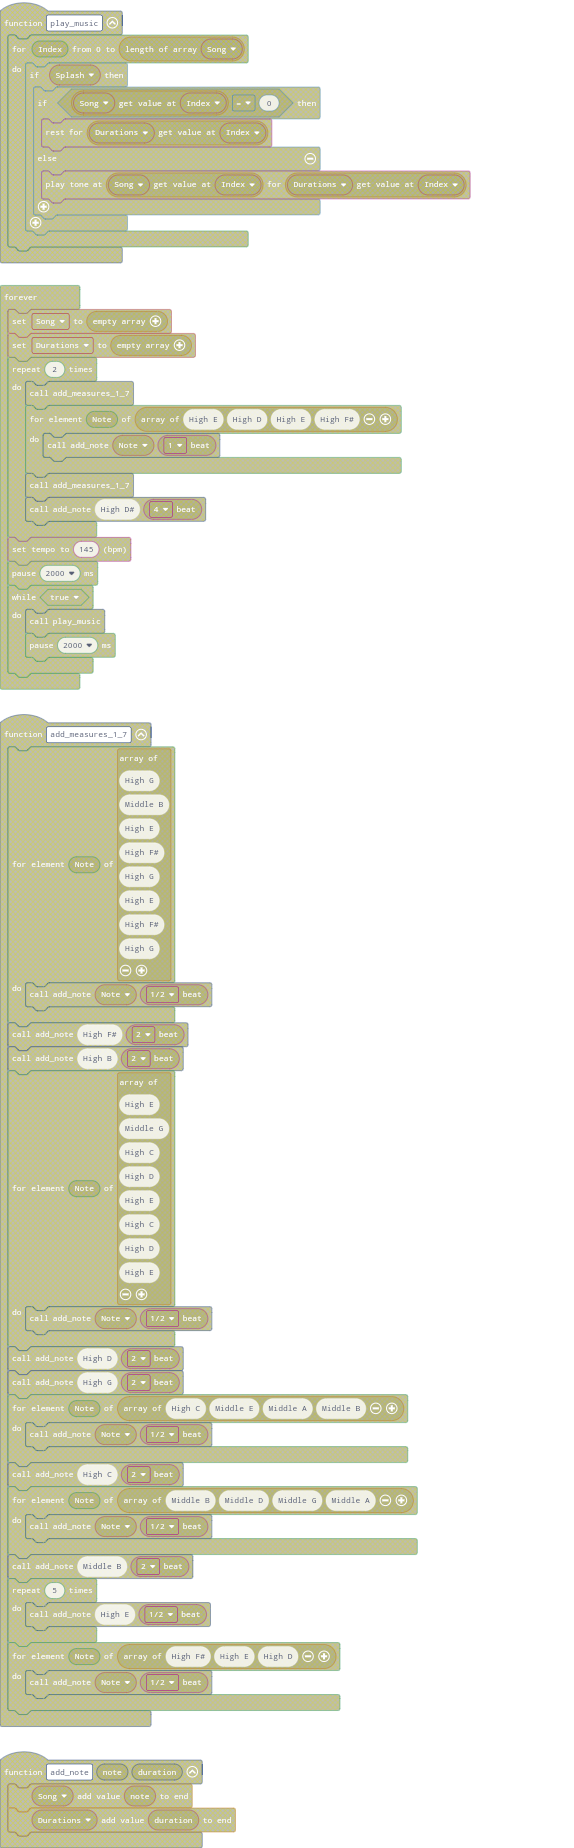 function play_music
for Index from 0 to length of array Song
do
if Splash then
if Song get value at Index = 0 then
rest for Durations get value at Index
else
play tone at Song get value at Index for Durations get value at Index
forever
set Song to empty array
set Durations to empty array
repeat 2 times
do
call add_measures_1_7
for element Note of array of High E High D High E High F#
do
call add_note Note 1 beat
call add_measures_1_7
call add_note High D# 4 beat
set tempo to 145 (bpm)
pause 2000 ms
while true
do
call play_music
pause 2000 ms
function add_measures_1_7
array of
High G
Middle B
High E
High F#
for element Note of
High G
High E
High F#
High G
do
call add_note Note 1/2 beat
call add_note High F# 2 beat
call add_note High B 2 beat
array of
High E
Middle G
High C
High D
for element Note of
High E
High C
High D
High E
do
call add_note Note 1/2 beat
call add_note High D 2 beat
call add_note High G 2 beat
for element Note of array of High C Middle E Middle A Middle B
do
call add_note Note 1/2 beat
call add_note High C 2 beat
for element Note of array of Middle B Middle D Middle G Middle A
do
call add_note Note 1/2 beat
call add_note Middle B 2 beat
repeat 5 times
do
call add_note High E 1/2 beat
for element Note of array of High F# High E High D
do
call add_note Note 1/2 beat
function add_note note duration
Song add value note to end
Durations add value duration to end